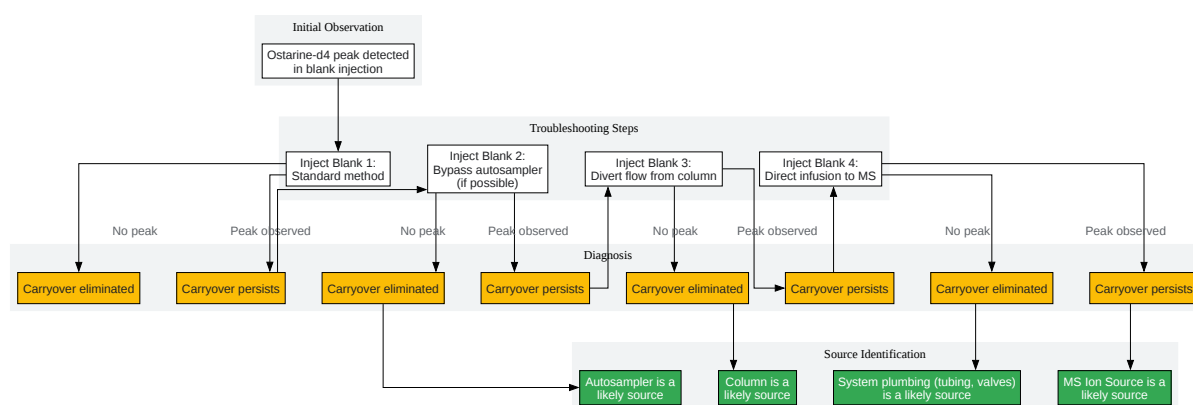 Initial Observation
Ostarine-d4 peak detected
in blank injection
Troubleshooting Steps
Inject Blank 1:
Standard method
Inject Blank 2:
Bypass autosampler
(if possible)
Inject Blank 3:
Divert flow from column
Inject Blank 4:
Direct infusion to MS
No peak
Peak observed
No peak
Peak observed
No peak
Peak observed
No peak
Peak observed
Diagnosis
Carryover eliminated
Carryover persists
Carryover eliminated
Carryover persists
Carryover eliminated
Carryover persists
Carryover eliminated
Carryover persists
Source Identification
Autosampler is a
likely source
Column is a
likely source
System plumbing (tubing, valves)
is a likely source
MS Ion Source is a
likely source